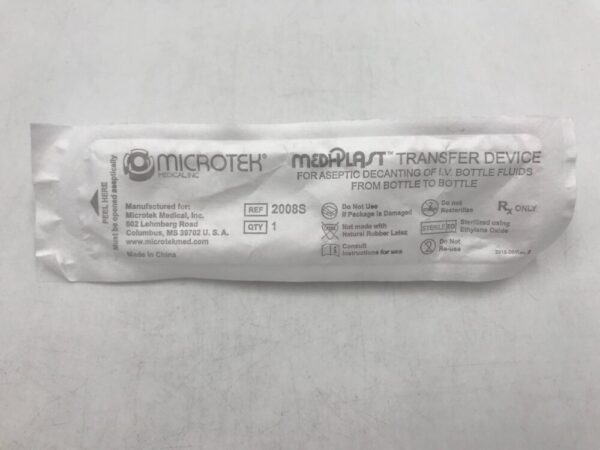 PEEL HERE
Must be opened aseptically
MICROTEK®
MEDICAL, INC
MEDI-PLAST™ TRANSFER DEVICE
FOR ASEPTIC DECANTING OF I.V. BOTTLE FLUIDS
FROM BOTTLE TO BOTTLE
Manufactured for:
Microtek Medical, Inc.
602 Lehmberg Road
Columbus, MS 39702 U. S. A.
www.microtekmed.com
Made in China
REF 2008S
QTY 1
Do Not Use
If Package is Damaged
Not made with
Natural Rubber Latex
Consult
Instructions for use
Do not
Resterilize
STERILE EO
Sterilized using
Ethylene Oxide
Do Not
Re-use
Rx ONLY